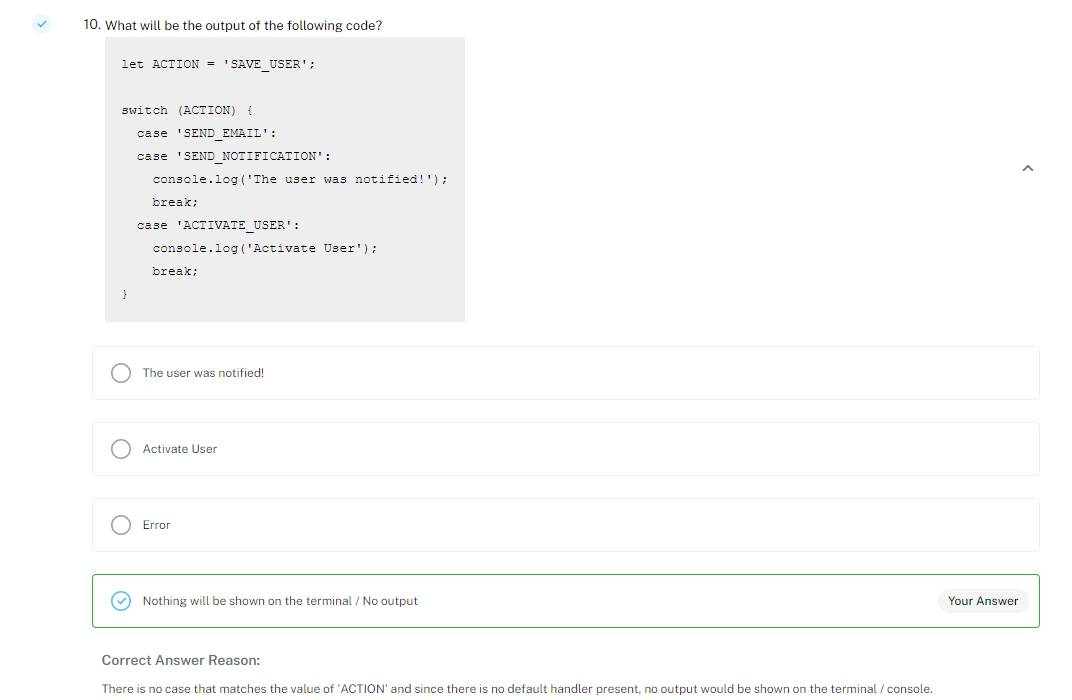 10. What will be the output of the following code?
let ACTION = 'SAVE_USER';
switch (ACTION) {
case 'SEND_EMAIL':
case 'SEND_NOTIFICATION':
console.log('The user was notified!');
break;
case 'ACTIVATE_USER':
console.log('Activate User');
break;
}
The user was notified!
Activate User
Error
Nothing will be shown on the terminal / No output
Your Answer
Correct Answer Reason:
There is no case that matches the value of 'ACTION' and since there is no default handler present, no output would be shown on the terminal / console.